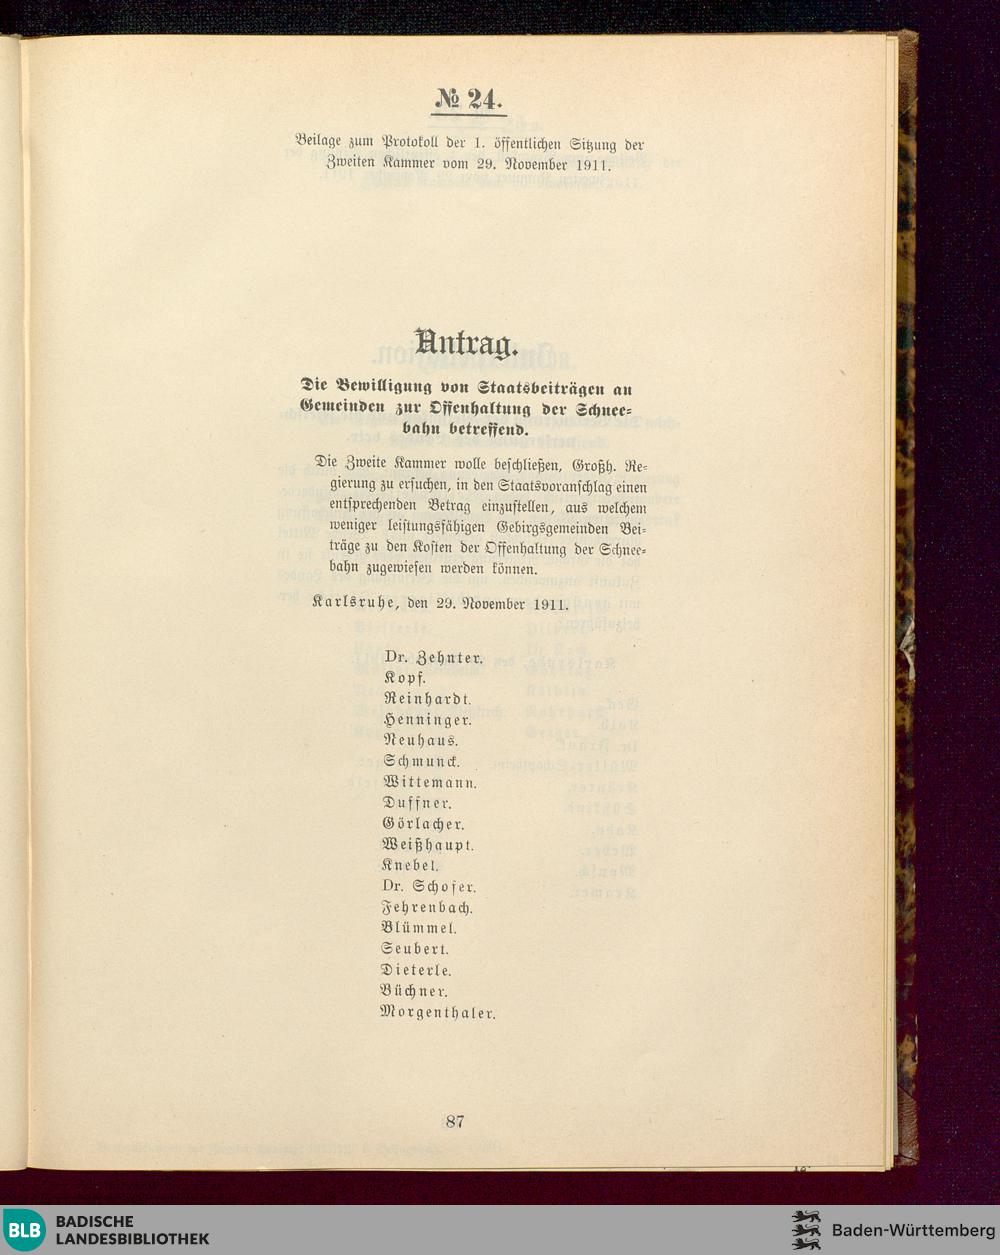 № 24.
Beilage zum Protokoll der 1. öffentlichen Sitzung der
Zweiten Kammer vom 29. November 1911.
Antrag.
Die Bewilligung von Staatsbeiträgen an
Gemeinden zur Offenhaltung der Schnee-
bahn betreffend.
Die Zweite Kammer wolle beschließen, Großh. Re-
gierung zu ersuchen, in den Staatsvoranschlag einen
entsprechenden Betrag einzustellen, aus welchem
weniger leistungsfähigen Gebirgsgemeinden Bei-
träge zu den Kosten der Offenhaltung der Schnee-
bahn zugewiesen werden können.
Karlsruhe, den 29. November 1911.
Dr. Zehnter.
Kopf.
Reinhardt.
Henninger.
Neuhaus.
Schmunck.
Wittemann.
Duffner.
Görlacher.
Weißhaupt.
Knebel.
Dr. Schofer.
Fehrenbach.
Blümmel.
Seubert.
Dieterle.
Büchner.
Morgenthaler.
87
BLB BADISCHE
LANDESBIBLIOTHEK
Baden-Württemberg